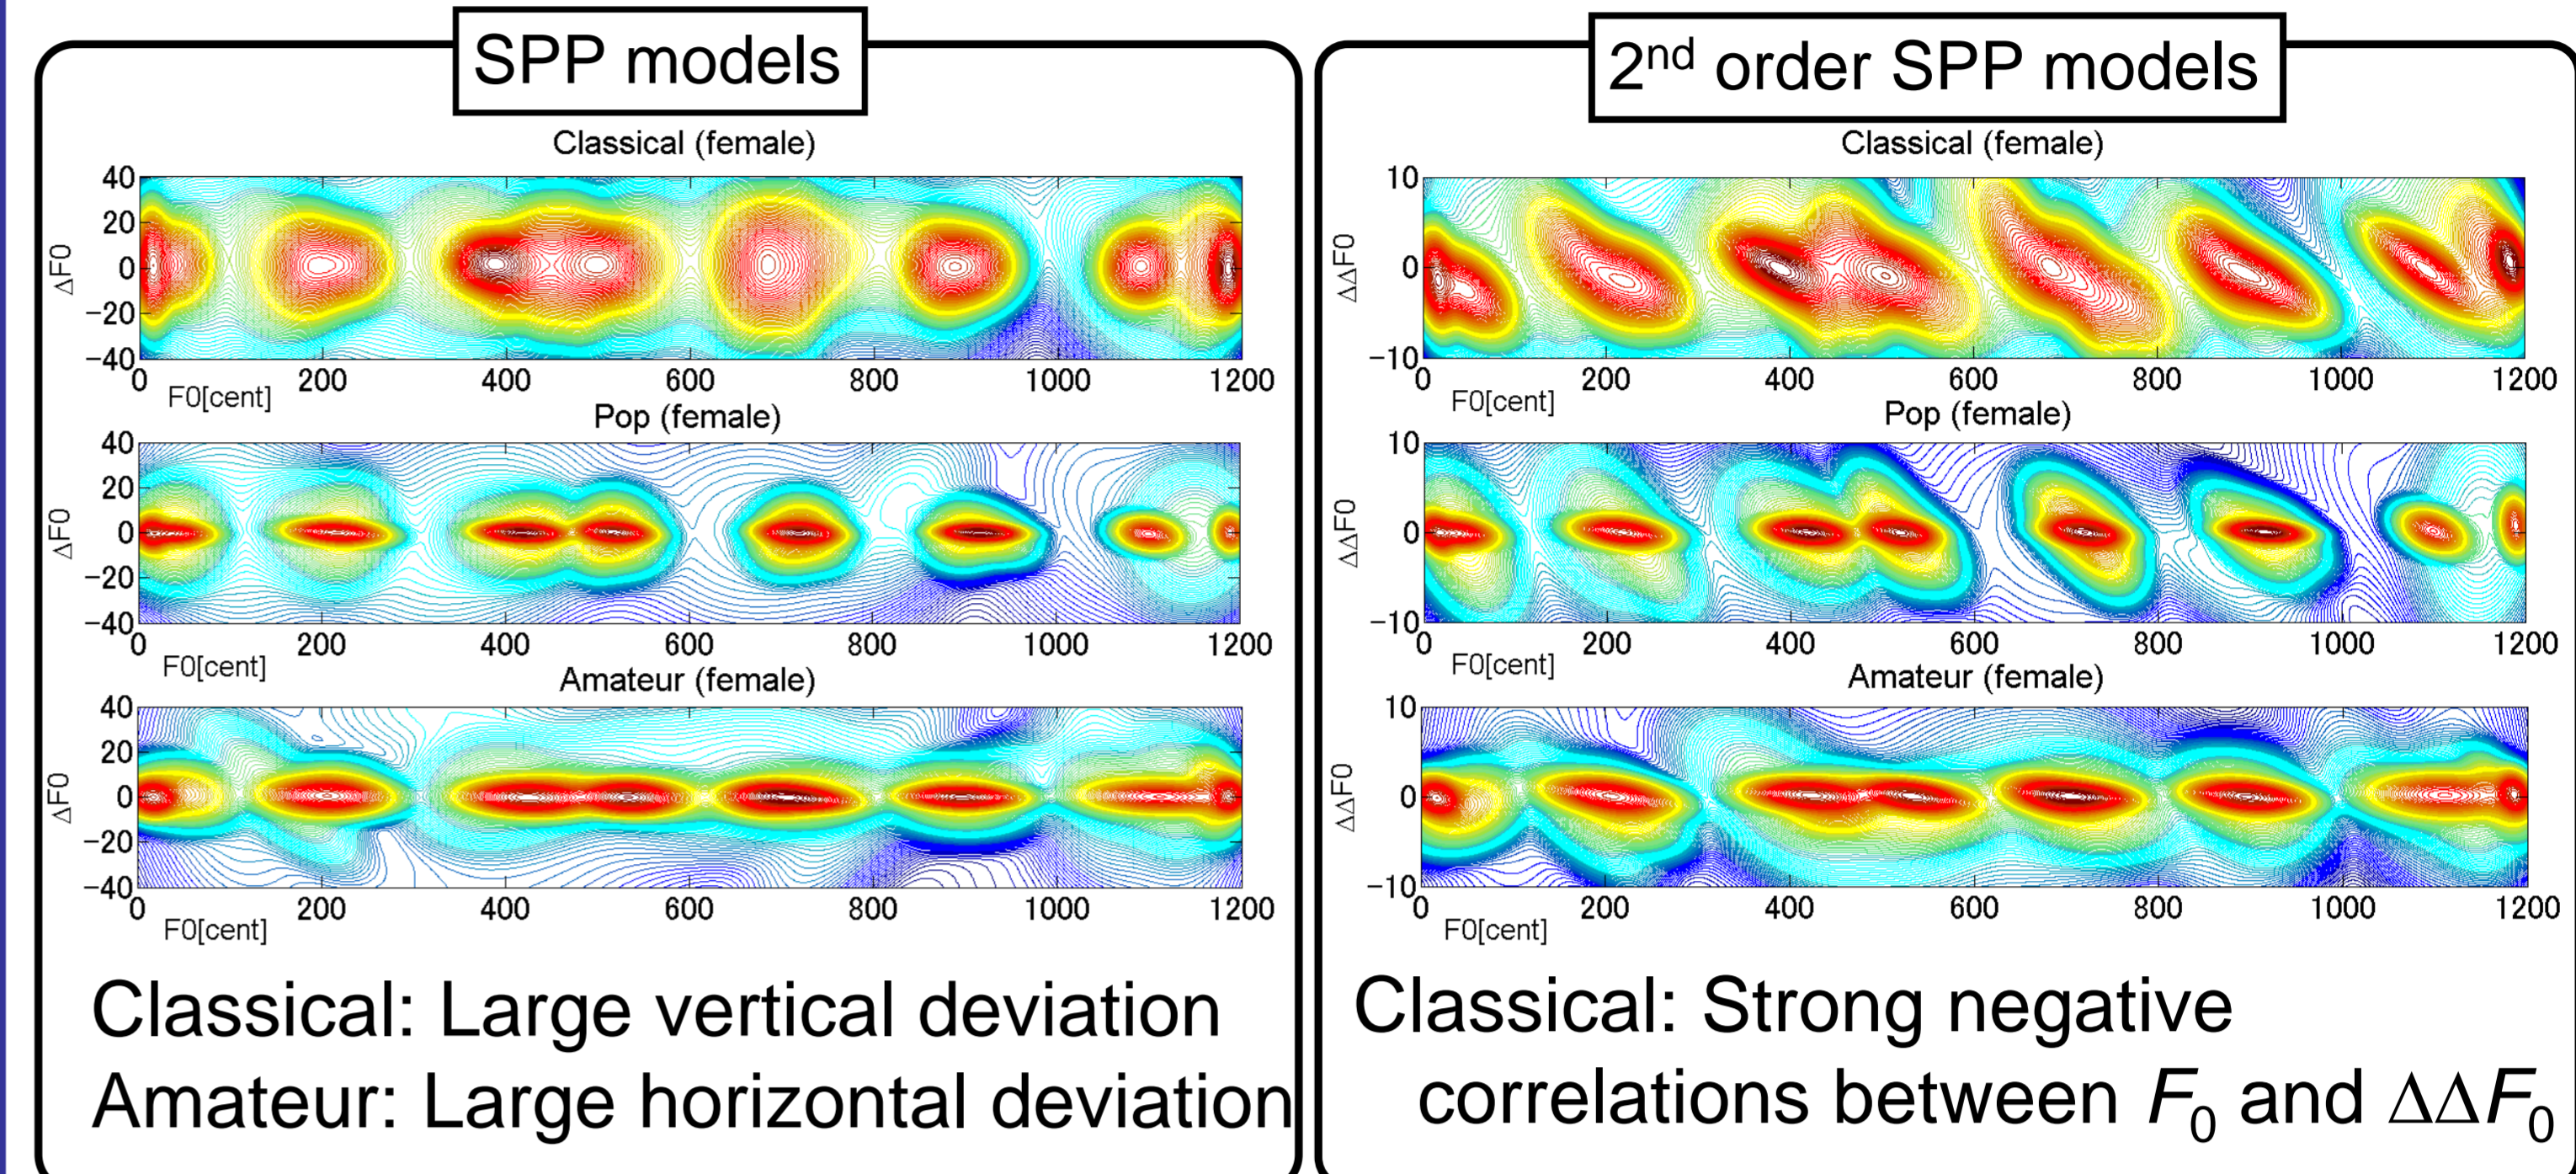 SPP models
Classical (female)
40
20
0
−20
−40
ΔF0
0 200 400 600 800 1000 1200
F0[cent]
Pop (female)
40
20
0
−20
−40
ΔF0
0 200 400 600 800 1000 1200
F0[cent]
Amateur (female)
40
20
0
−20
−40
ΔF0
0 200 400 600 800 1000 1200
F0[cent]
Classical: Large vertical deviation
Amateur: Large horizontal deviation
2nd order SPP models
Classical (female)
10
0
−10
ΔΔF0
0 200 400 600 800 1000 1200
F0[cent]
Pop (female)
10
0
−10
ΔΔF0
0 200 400 600 800 1000 1200
F0[cent]
Amateur (female)
10
0
−10
ΔΔF0
0 200 400 600 800 1000 1200
F0[cent]
Classical: Strong negative
correlations between F0 and ΔΔF0